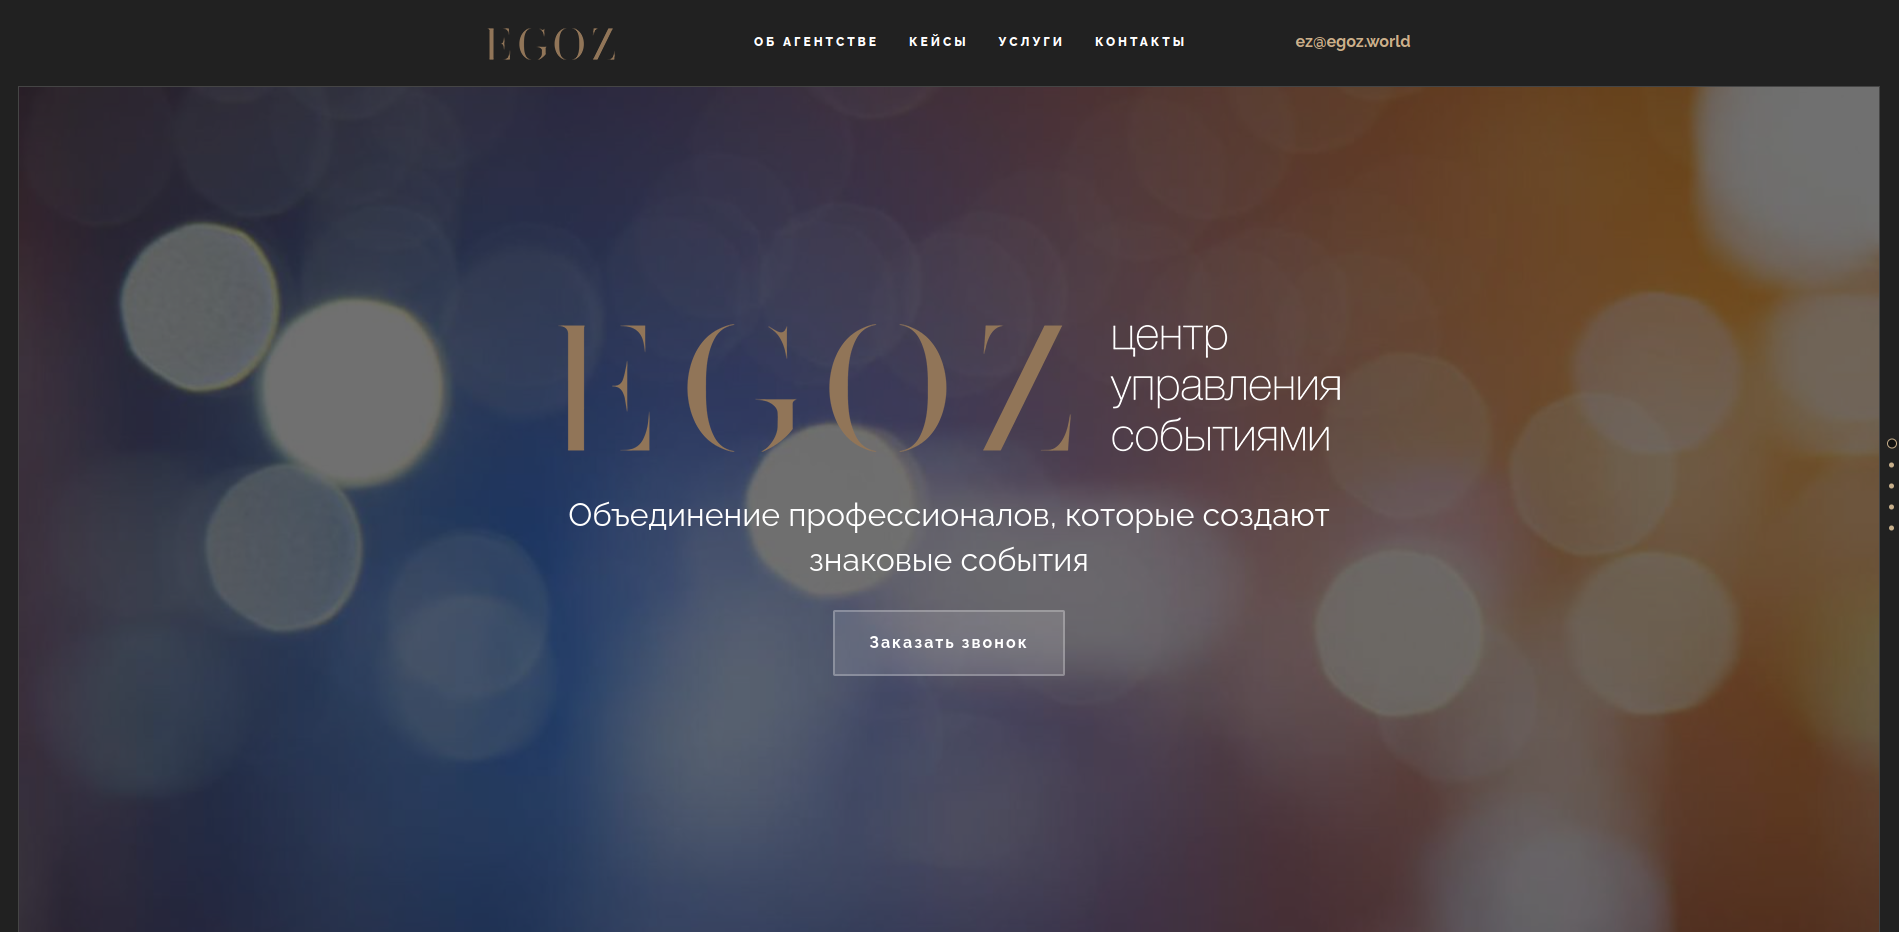 EGOZ
ОБ АГЕНТСТВЕ
КЕЙСЫ
УСЛУГИ
КОНТАКТЫ
ez@egoz.world
EGOZ
центр
управления
событиями
Объединение профессионалов, которые создают
знаковые события
Заказать звонок